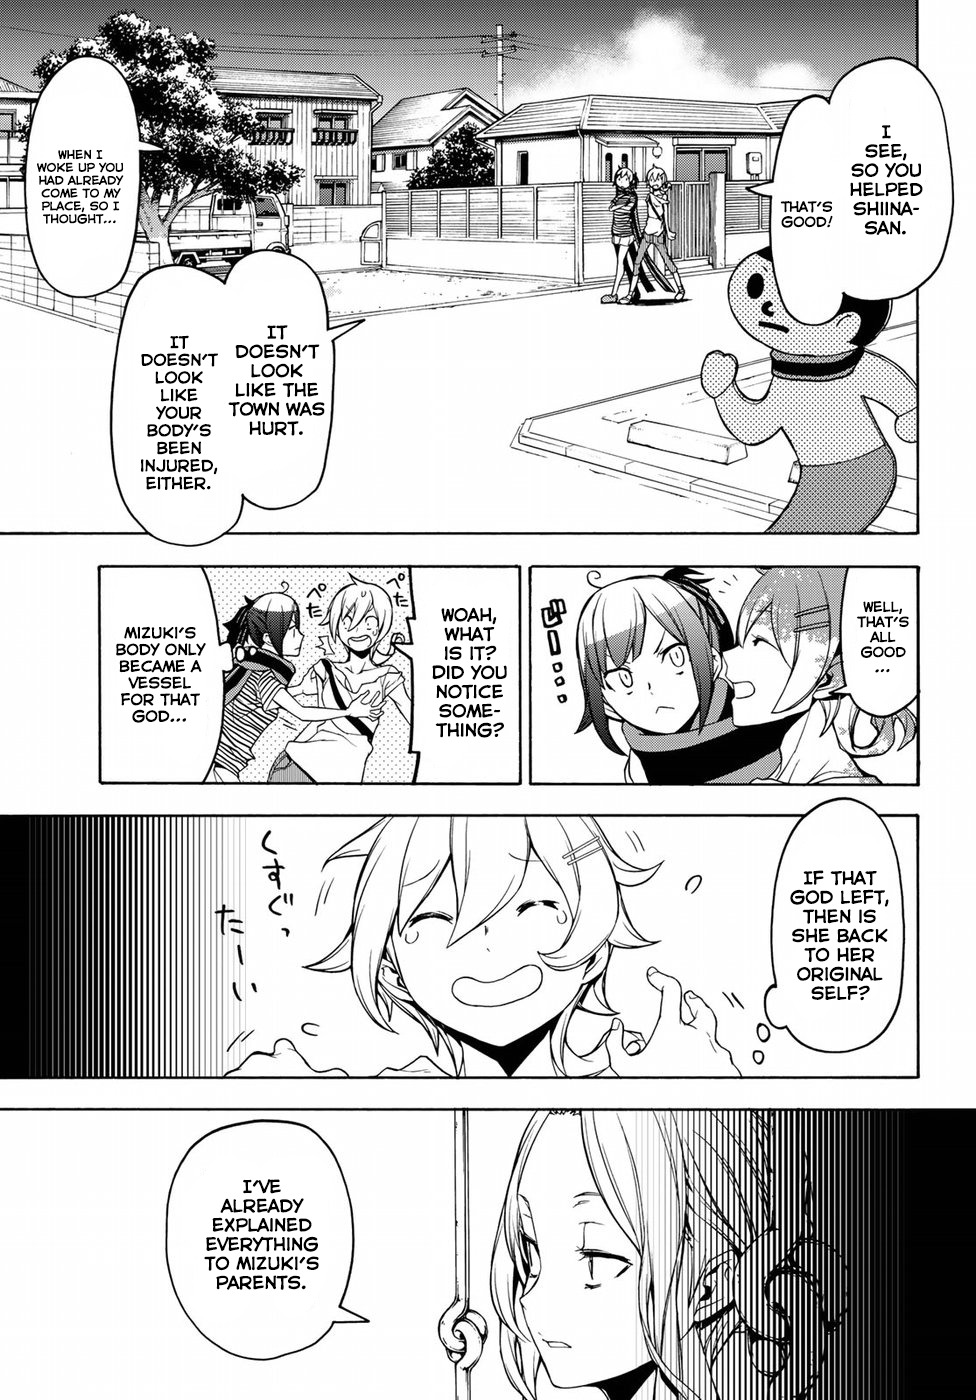 I
SEE,
SO YOU
HELPED
SHIINA-
SAN.
THAT'S
GOOD!
IT
DOESN'T
LOOK
LIKE THE
TOWN WAS
HURT.
IT
DOESN'T
LOOK
LIKE
YOUR
BODY'S
BEEN
INJURED,
EITHER.
WHEN I
WOKE UP YOU
HAD ALREADY
COME TO MY
PLACE, SO I
THOUGHT...
WELL,
THAT'S
ALL
GOOD
...
WOAH,
WHAT
IS IT?
DID YOU
NOTICE
SOME-
THING?
ぺた
ぺた
MIZUKI'S
BODY ONLY
BECAME A
VESSEL
FOR THAT
GOD...
IF THAT
GOD LEFT,
THEN IS
SHE BACK
TO HER
ORIGINAL
SELF?
くすぐっ
たーい
I'VE
ALREADY
EXPLAINED
EVERYTHING
TO MIZUKI'S
PARENTS.